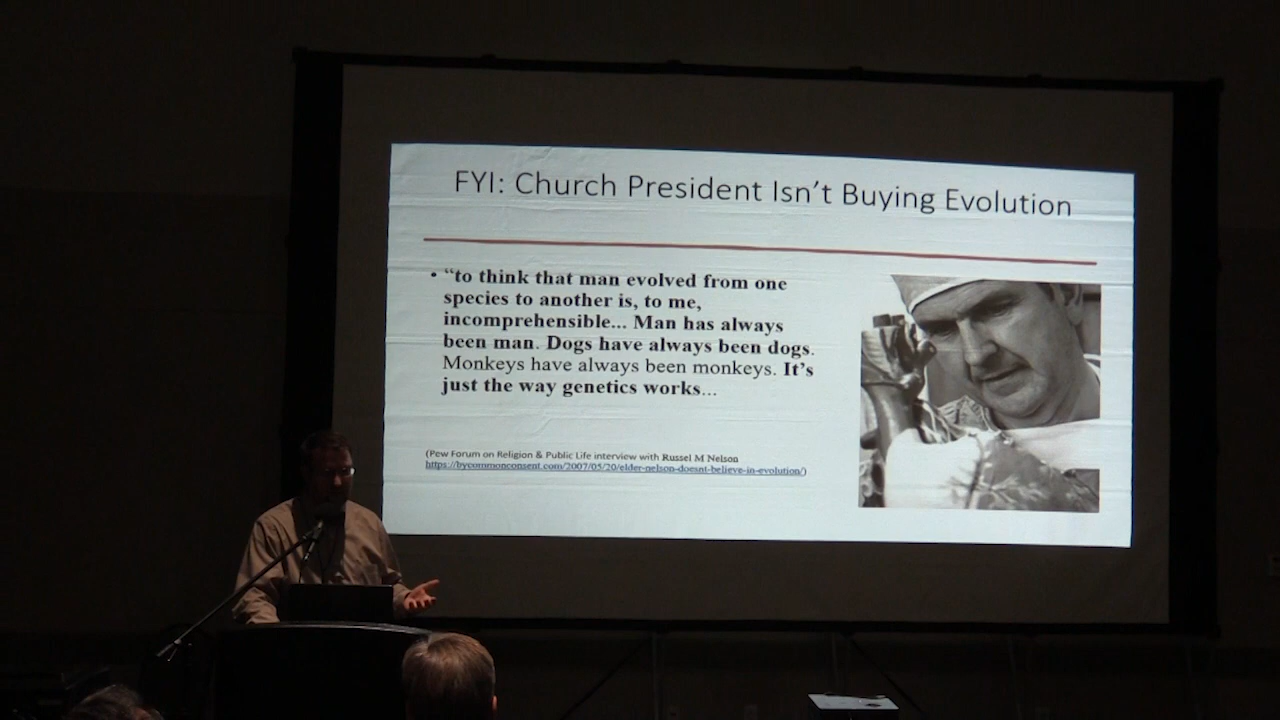 FYI: Church President Isn't Buying Evolution
• "to think that man evolved from one
species to another is, to me,
incomprehensible... Man has always
been man. Dogs have always been dogs.
Monkeys have always been monkeys. It's
just the way genetics works...
(Pew Forum on Religion & Public Life interview with Russel M Nelson
https://bycommonconsent.com/2007/05/20/elder-nelson-doesnt-believe-in-evolution/)